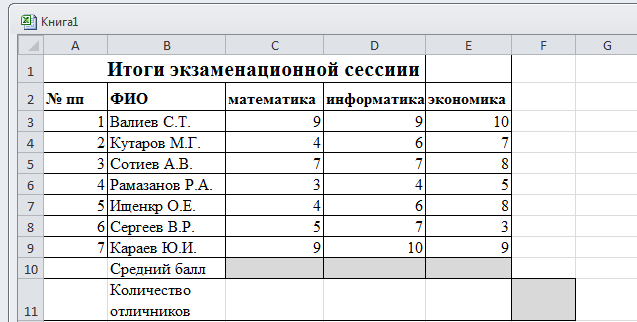 Книга1
A B C D E F G
1 Итоги экзаменационной сессиии
2 № пп ФИО математика информатика экономика
3 1 Валиев С.Т. 9 9 10
4 2 Кутаров М.Г. 4 6 7
5 3 Сотиев А.В. 7 7 8
6 4 Рамазанов Р.А. 3 4 5
7 5 Ищенкр О.Е. 4 6 8
8 6 Сергеев В.Р. 5 7 3
9 7 Караев Ю.И. 9 10 9
10 Средний балл
Количество
11 отличников